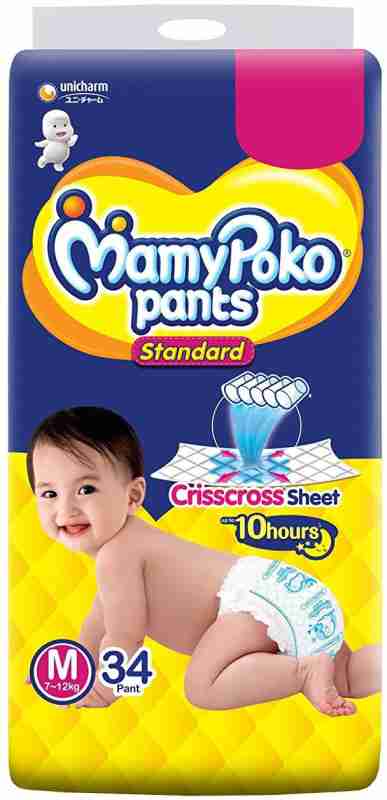 unicharm
ユニ・チャーム
MamyPoko
pants
Standard
Crisscross Sheet
up to
10hours
M
7~12kg
34
Pant